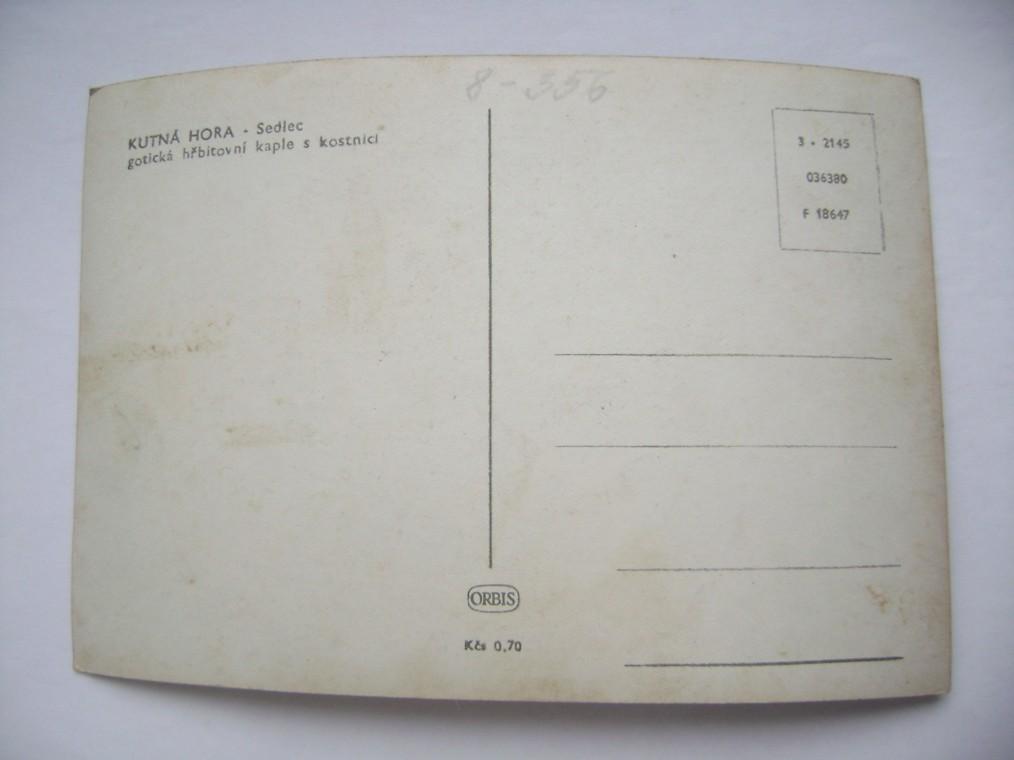 8-356
KUTNÁ HORA - Sedlec
gotická hřbitovní kaple s kostnicí
3 • 2145
036380
F 18647
ORBIS
Kčs 0,70